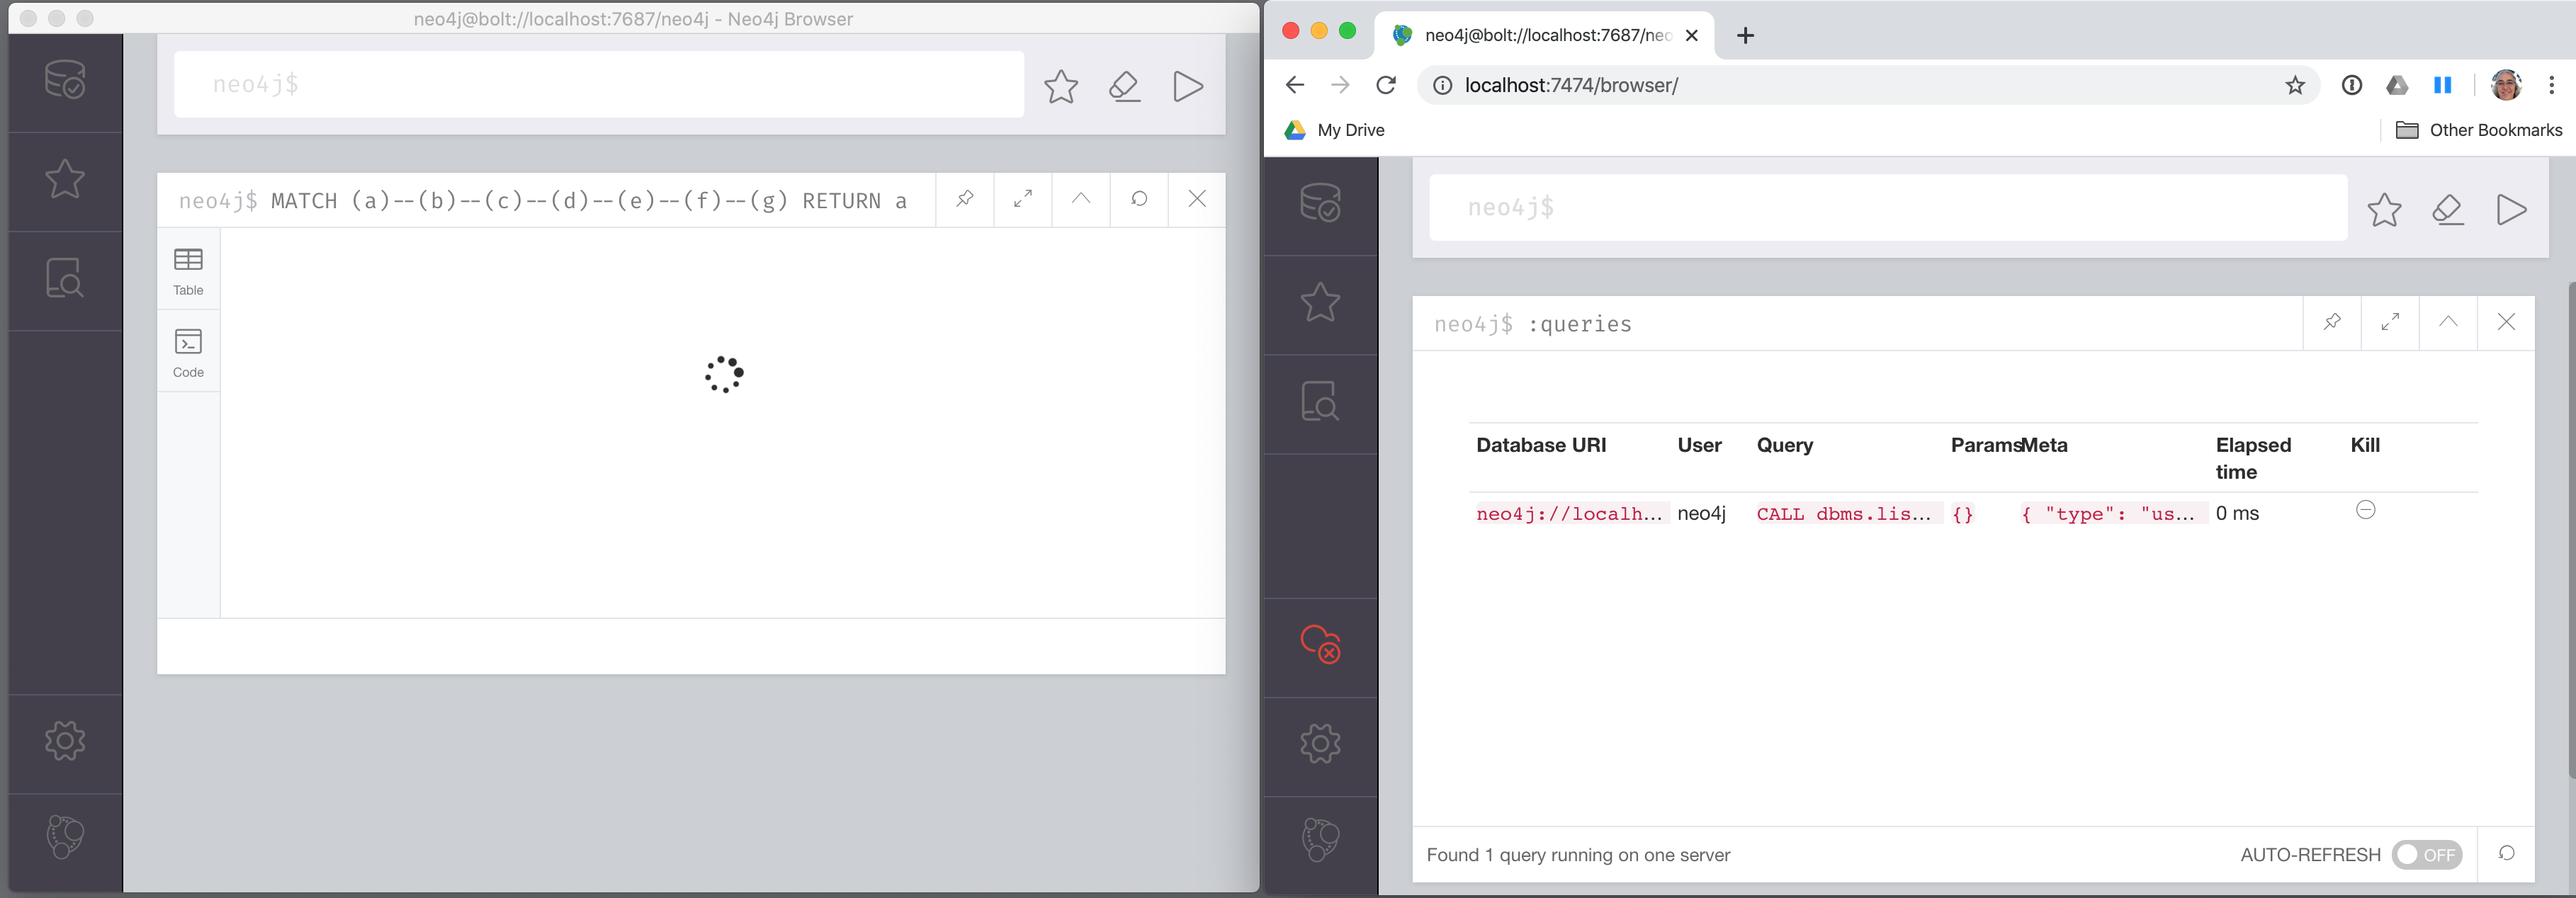 neo4j@bolt://localhost:7687/neo4j - Neo4j Browser
neo4j$
neo4j$ MATCH (a)--(b)--(c)--(d)--(e)--(f)--(g) RETURN a
Table
Code
neo4j@bolt://localhost:7687/neo
localhost:7474/browser/
My Drive
Other Bookmarks
neo4j$
neo4j$ :queries
Database URI User Query Params Meta Elapsed time Kill
neo4j://localh... neo4j CALL dbms.lis... {} { "type": "us... 0 ms
Found 1 query running on one server
AUTO-REFRESH OFF